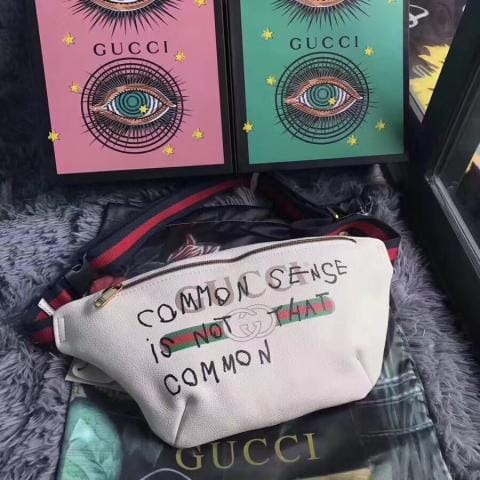 GUCCI
GUCCI
GUCCI
COMMON SENSE
iS NOT THAT
COMMON
GUCCI